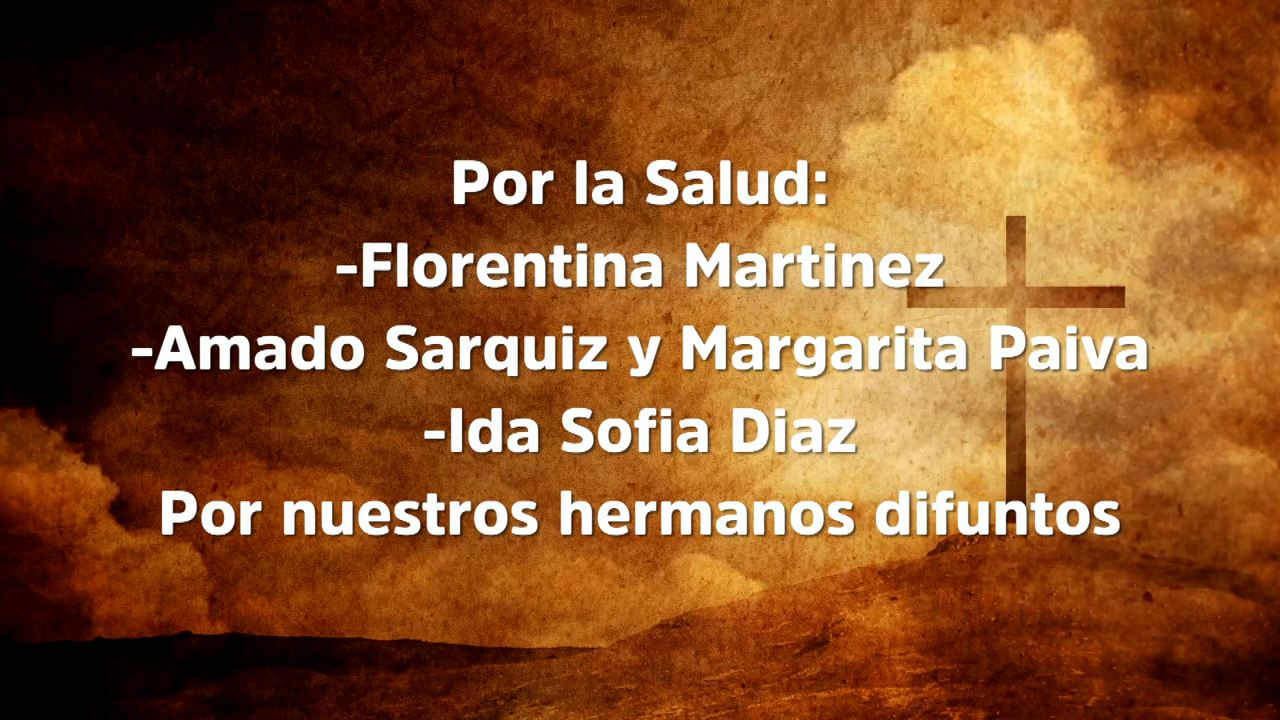 Por la Salud:
-Florentina Martinez
-Amado Sarquiz y Margarita Paiva
-Ida Sofia Diaz
Por nuestros hermanos difuntos